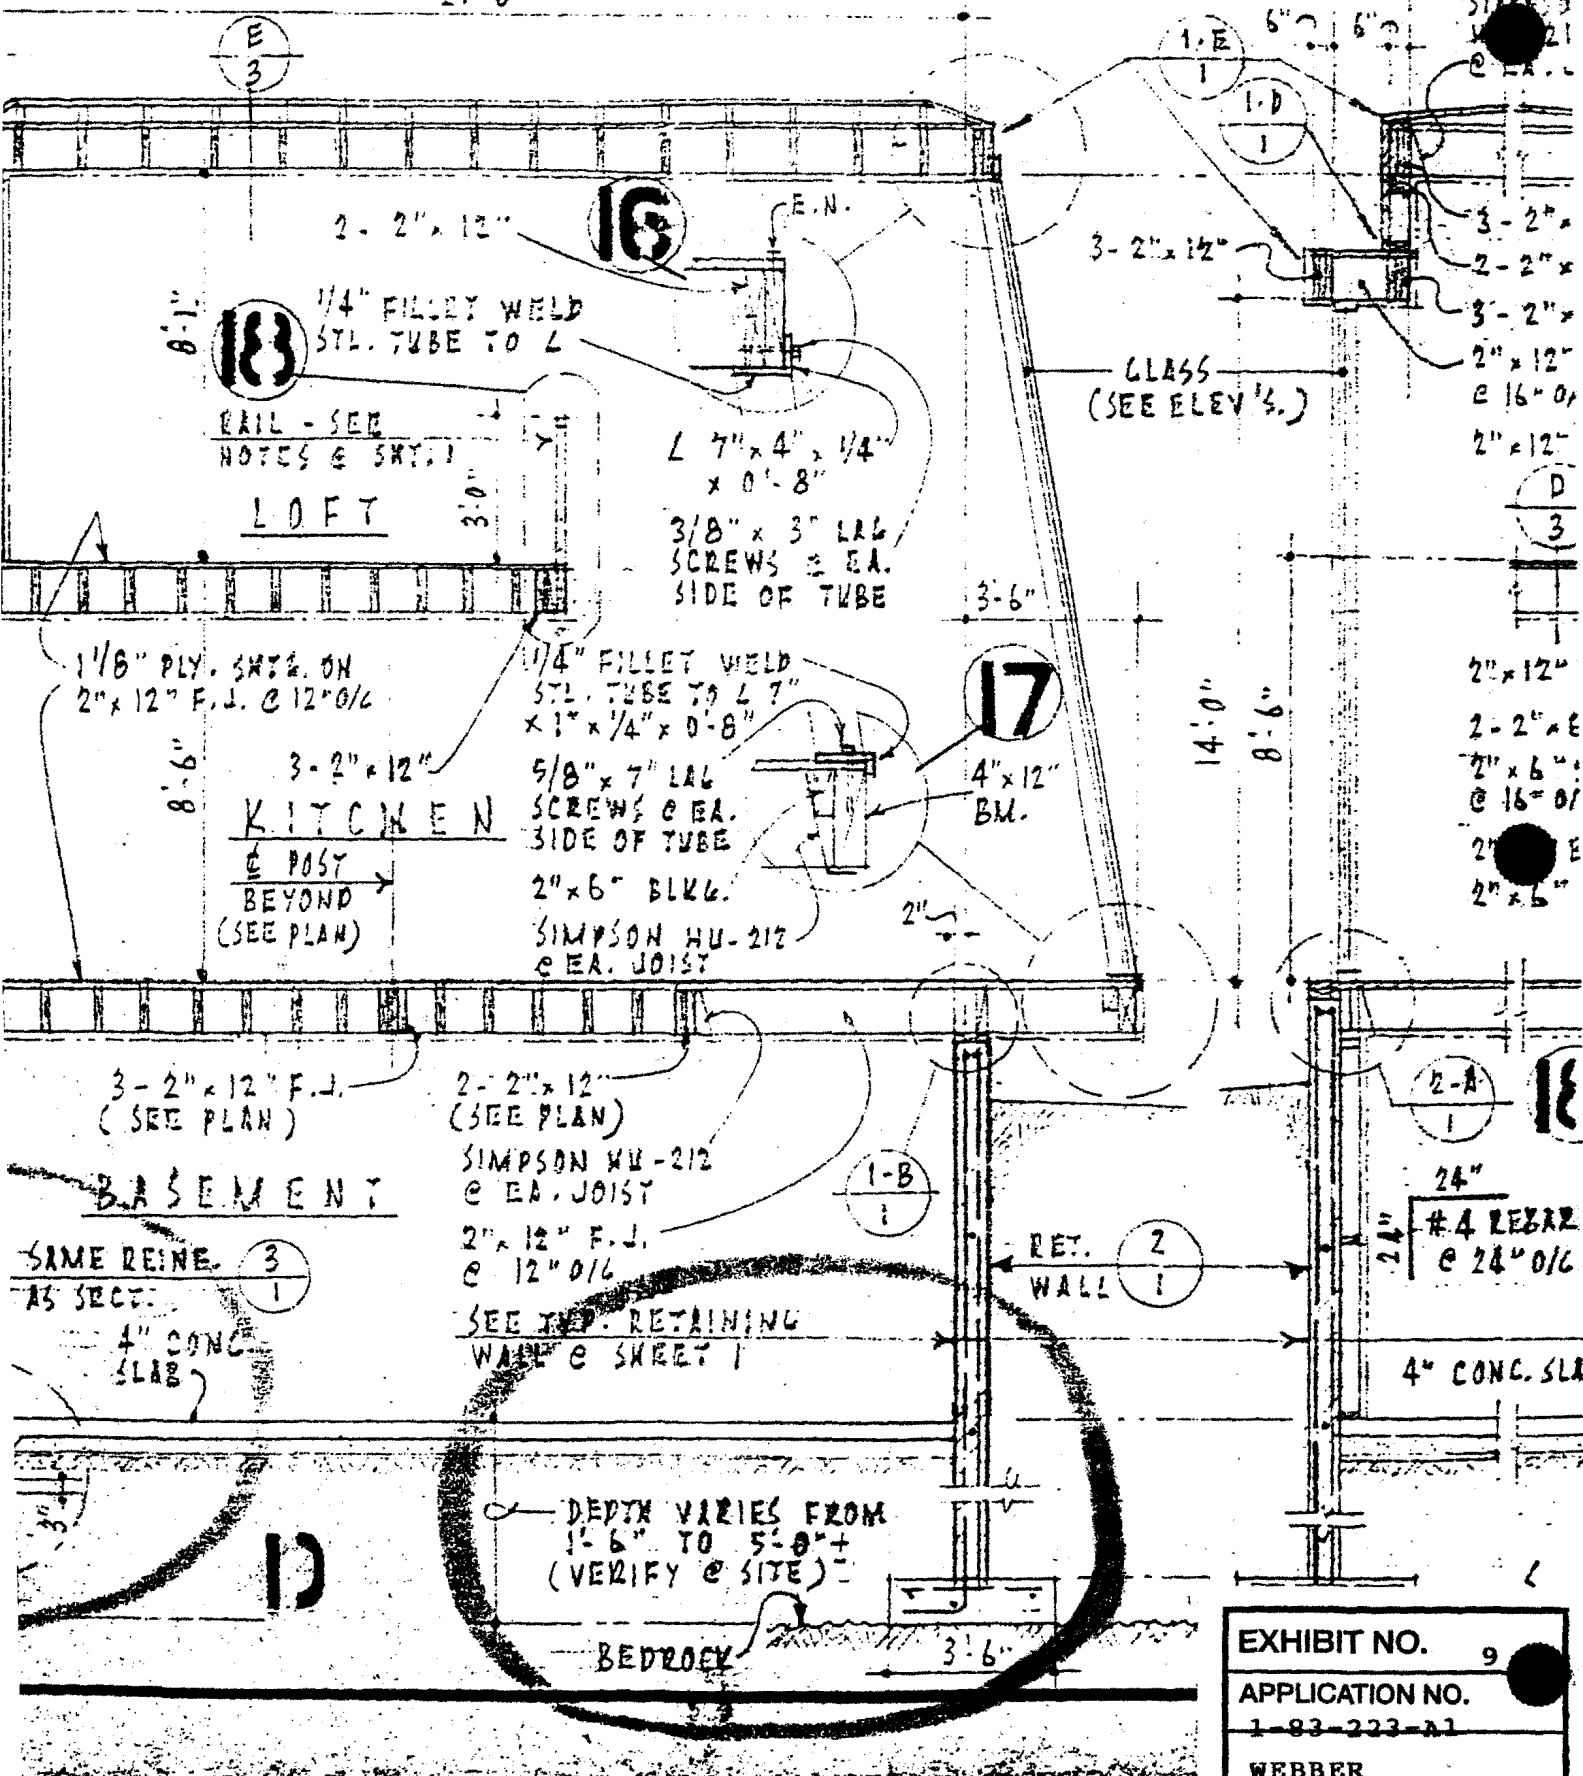 E
3
1-E
1
6"
6"
1-D
1
16
2 - 2" x 12"
E.N.
3 - 2" x 12"
3 - 2" x
2 - 2" x
3 - 2" x
2" x 12"
@ 16" O/
2" x 12"
8'-1"
18
1/4" FILLET WELD
STL. TUBE TO L
RAIL - SEE
NOTES @ SHT. 1
LOFT
3'-0"
L 7" x 4" x 1/4"
x 0'-8"
3/8" x 3" LAG
SCREWS @ EA.
SIDE OF TUBE
GLASS
(SEE ELEV'S.)
D
3
3'-6"
1 1/8" PLY. SHTG. ON
2" x 12" F.J. @ 12" O/C
1/4" FILLET WELD
STL. TUBE TO L 7"
x 1" x 1/4" x 0'-8"
17
14'-0"
8'-6"
2" x 12"
2 - 2" x
2" x 6"
@ 16" O/
2" x 6"
8'-6"
3 - 2" x 12"
KITCHEN
℄ POST
BEYOND
(SEE PLAN)
5/8" x 7" LAG
SCREWS @ EA.
SIDE OF TUBE
4" x 12"
BM.
2" x 6" BLKG.
2"
SIMPSON HU-212
@ EA. JOIST
3 - 2" x 12" F.J.
(SEE PLAN)
2 - 2" x 12"
(SEE PLAN)
2-A
1
SIMPSON HU-212
@ EA. JOIST
1-B
1
BASEMENT
2" x 12" F.J.
@ 12" O/C
24"
24"
#4 REBAR
@ 24" O/C
SAME REINF.
AS SECT.
3
1
RET.
WALL
2
1
4" CONC.
SLAB
SEE TYP. RETAINING
WALL @ SHEET 1
4" CONC. SLA
3"
D
DEPTH VARIES FROM
1'-6" TO 5'-0" ±
(VERIFY @ SITE)
BEDROCK
3'-6"
EXHIBIT NO. 9
APPLICATION NO.
1-83-223-A1
WEBBER